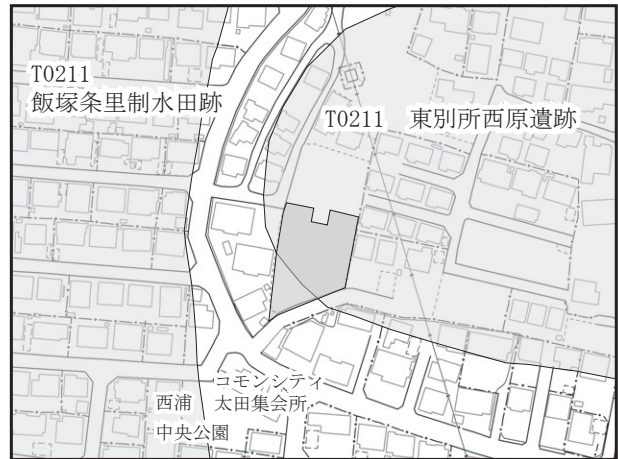 T0211
飯塚条里制水田跡
T0211 東別所西原遺跡
コモンシティ
西浦 太田集会所
中央公園